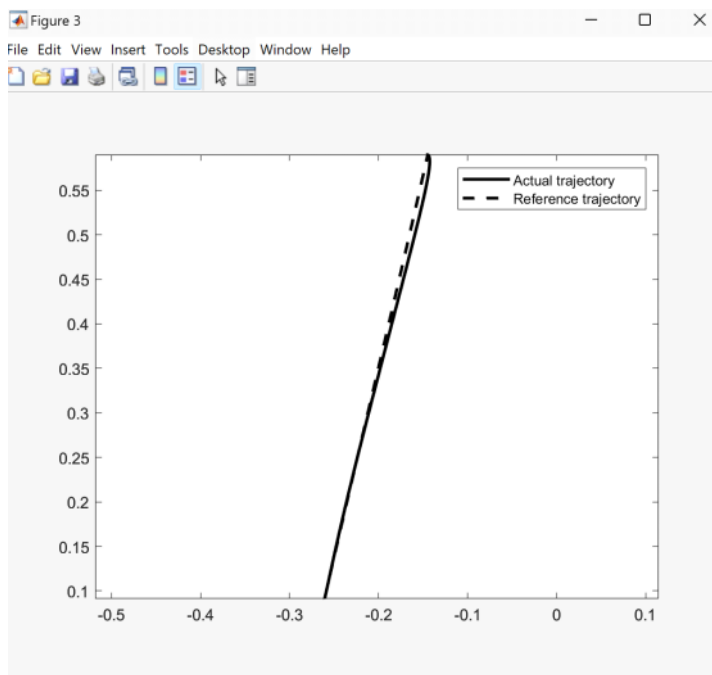 Figure 3
File Edit View Insert Tools Desktop Window Help
Actual trajectory
Reference trajectory
0.55
0.5
0.45
0.4
0.35
0.3
0.25
0.2
0.15
0.1
-0.5 -0.4 -0.3 -0.2 -0.1 0 0.1